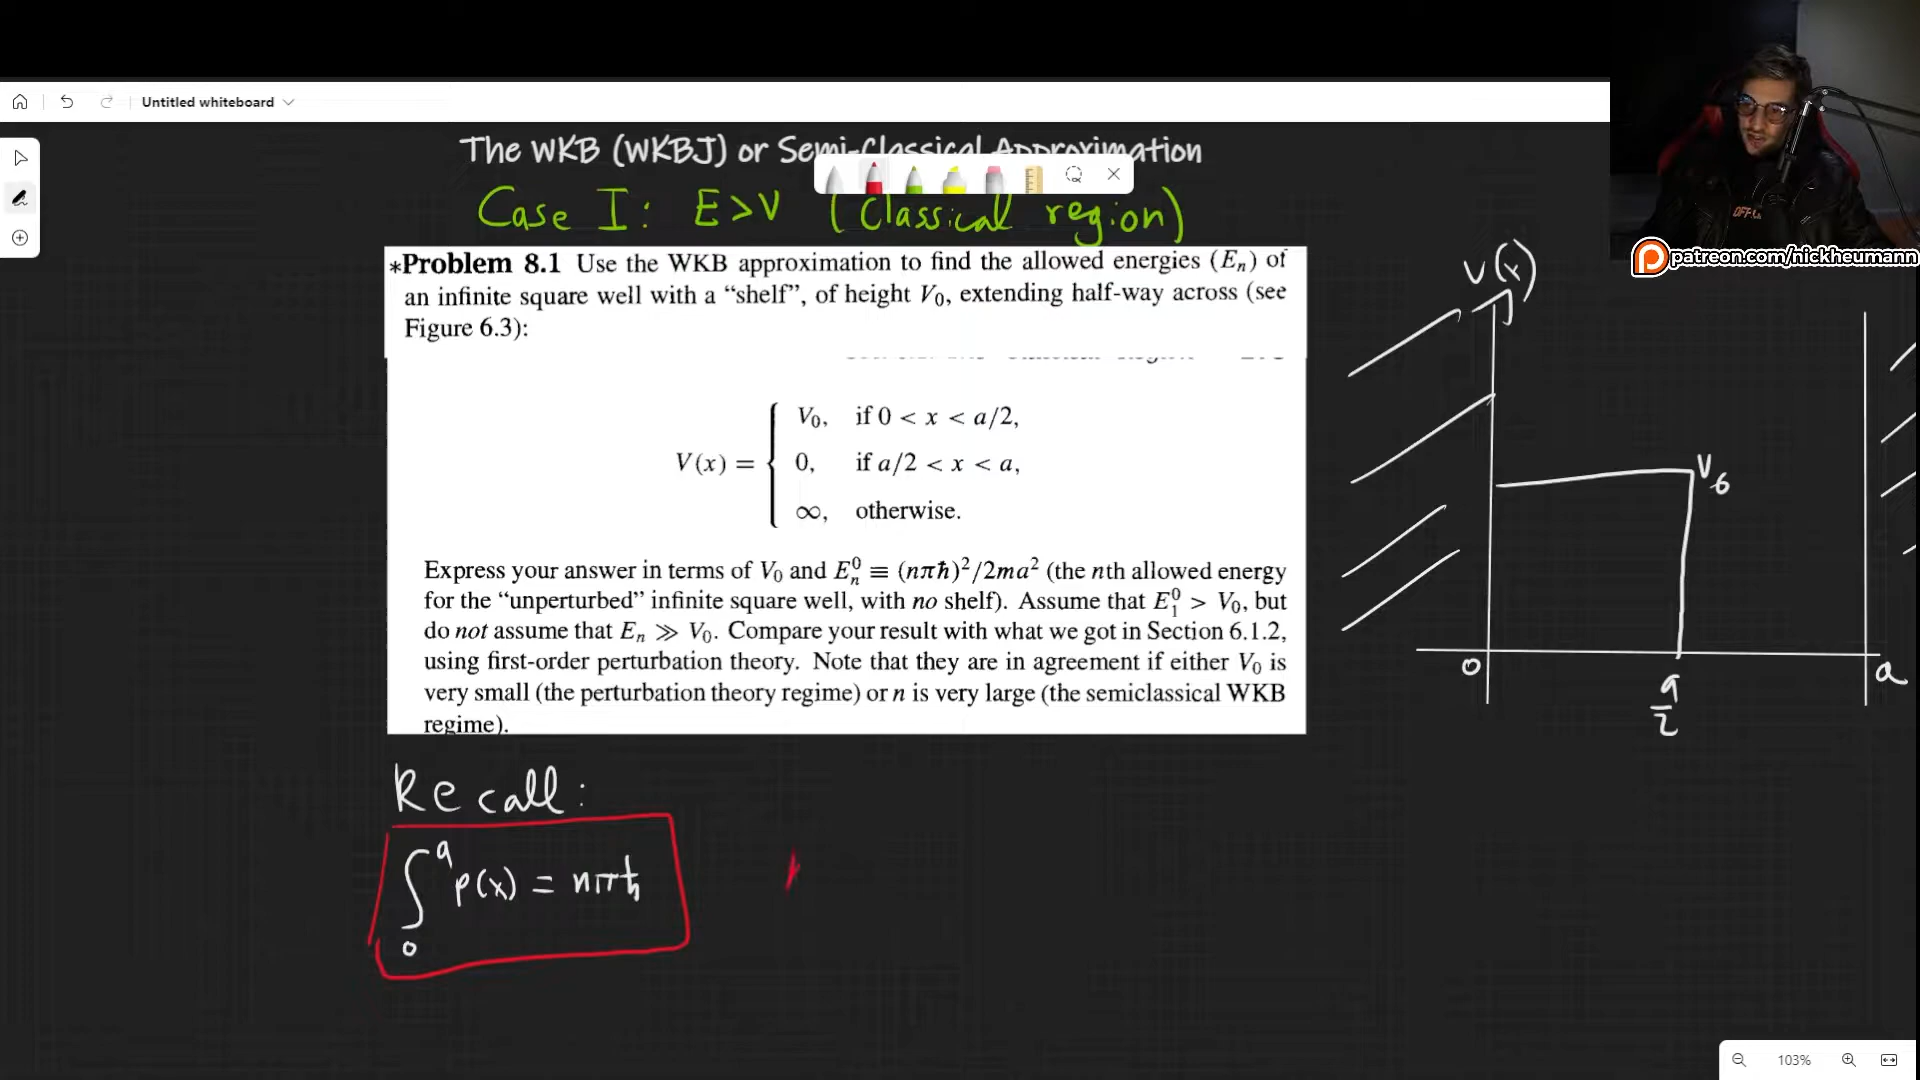 Untitled whiteboard
The WKB (WKBJ) or Semi-Classical Approximation
Case I: E>V (Classical region)
*Problem 8.1 Use the WKB approximation to find the allowed energies (Eₙ) of
an infinite square well with a “shelf”, of height V₀, extending half-way across (see
Figure 6.3):
V(x) = { V₀, if 0 < x < a/2,
0, if a/2 < x < a,
∞, otherwise.
Express your answer in terms of V₀ and Eₙ⁰ ≡ (nπħ)²/2ma² (the nth allowed energy
for the “unperturbed” infinite square well, with no shelf). Assume that E₁⁰ > V₀, but
do not assume that Eₙ ≫ V₀. Compare your result with what we got in Section 6.1.2,
using first-order perturbation theory. Note that they are in agreement if either V₀ is
very small (the perturbation theory regime) or n is very large (the semiclassical WKB
regime).
V(x)
V₀
0
a/2
a
Recall:
∫₀ᵃ p(x) = nπħ
patreon.com/nickheumann
103%